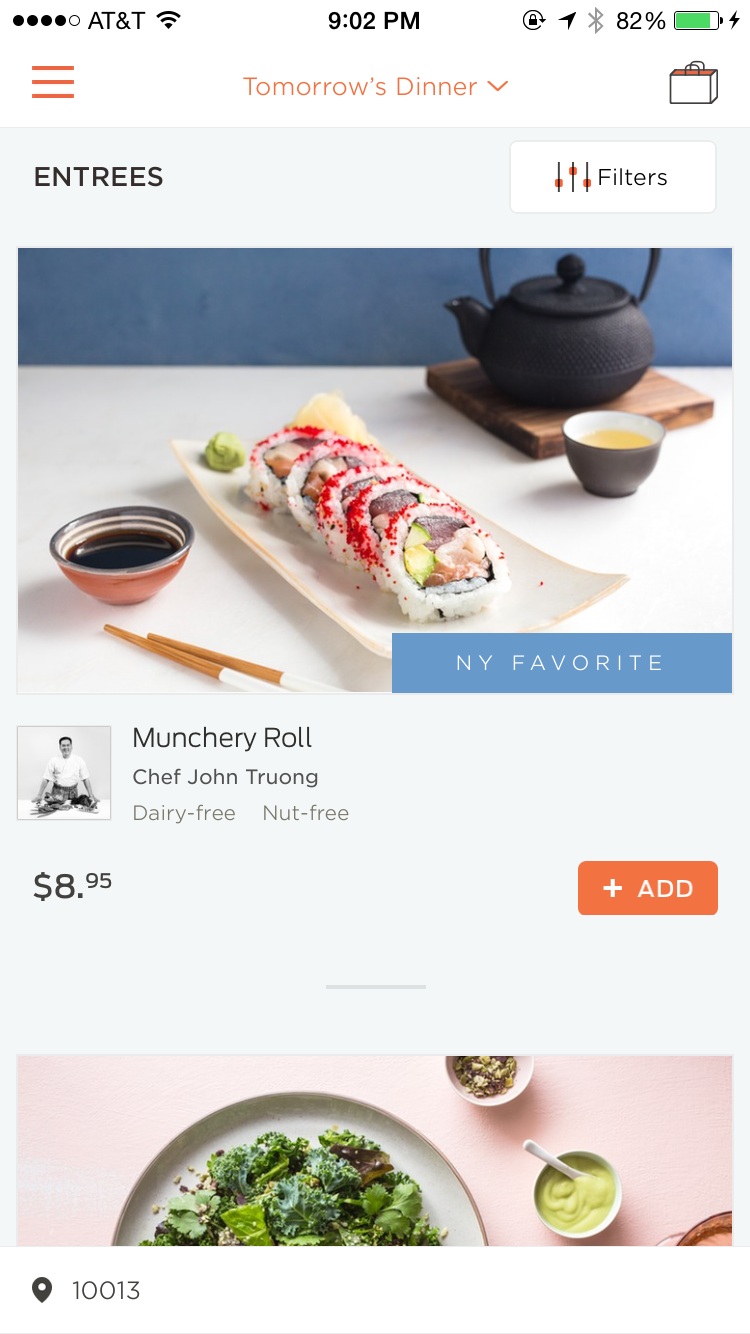 AT&T 9:02 PM 82%
Tomorrow's Dinner
ENTREES
Filters
NY FAVORITE
Munchery Roll
Chef John Truong
Dairy-free Nut-free
$8.95
+ ADD
10013